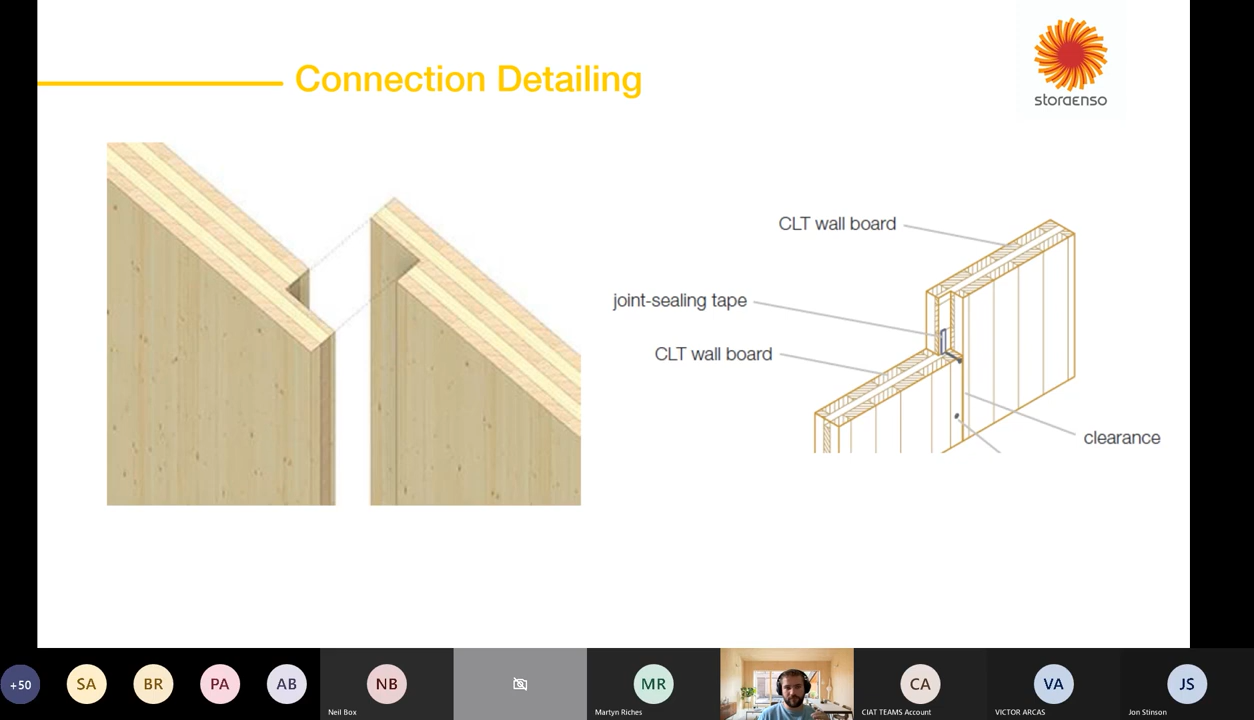 Connection Detailing
storaenso
CLT wall board
joint-sealing tape
CLT wall board
clearance
+50
SA
BR
PA
AB
NB
Neil Box
MR
Martyn Riches
CA
CIAT TEAMS Account
VA
VICTOR ARCAS
JS
Jon Stinson